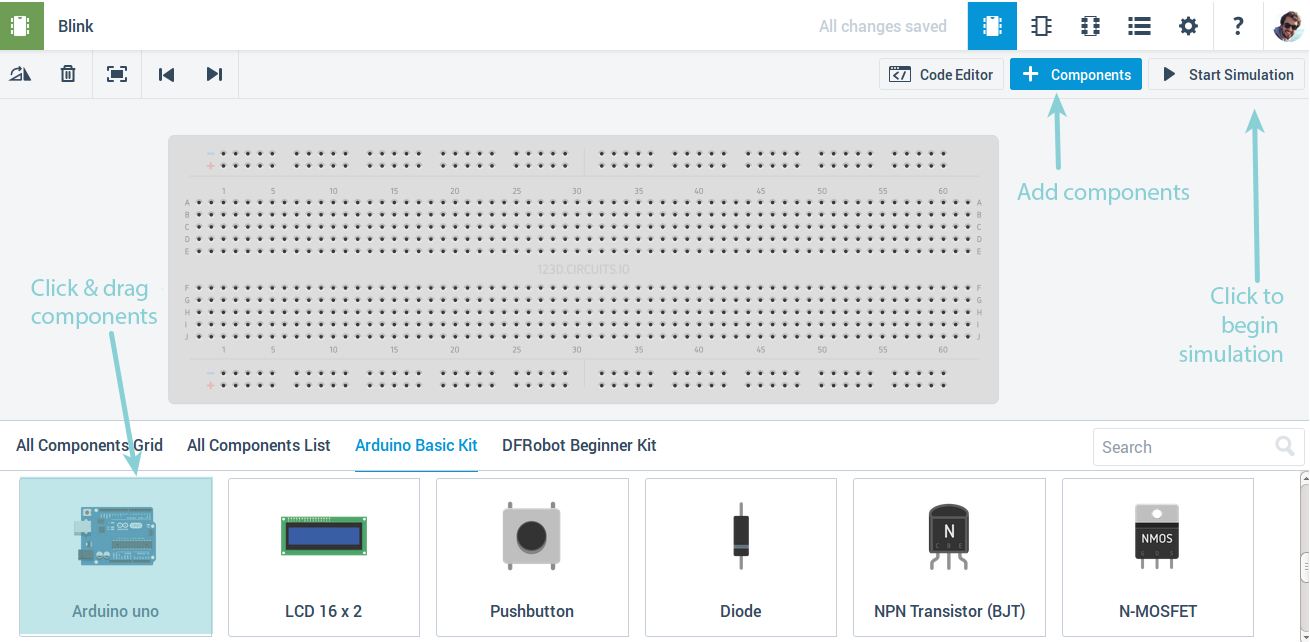 Blink
All changes saved
?
Code Editor
Components
Start Simulation
Add components
Click & drag
components
Click to
begin
simulation
1 5 10 15 20 25 30 35 40 45 50 55 60
A A
B B
C C
D D
E E
123D.CIRCUITS.IO
F F
G G
H H
I I
J J
1 5 10 15 20 25 30 35 40 45 50 55 60
All Components Grid
All Components List
Arduino Basic Kit
DFRobot Beginner Kit
Search
N
C B E
NMOS
G D S
Arduino uno
LCD 16 x 2
Pushbutton
Diode
NPN Transistor (BJT)
N-MOSFET